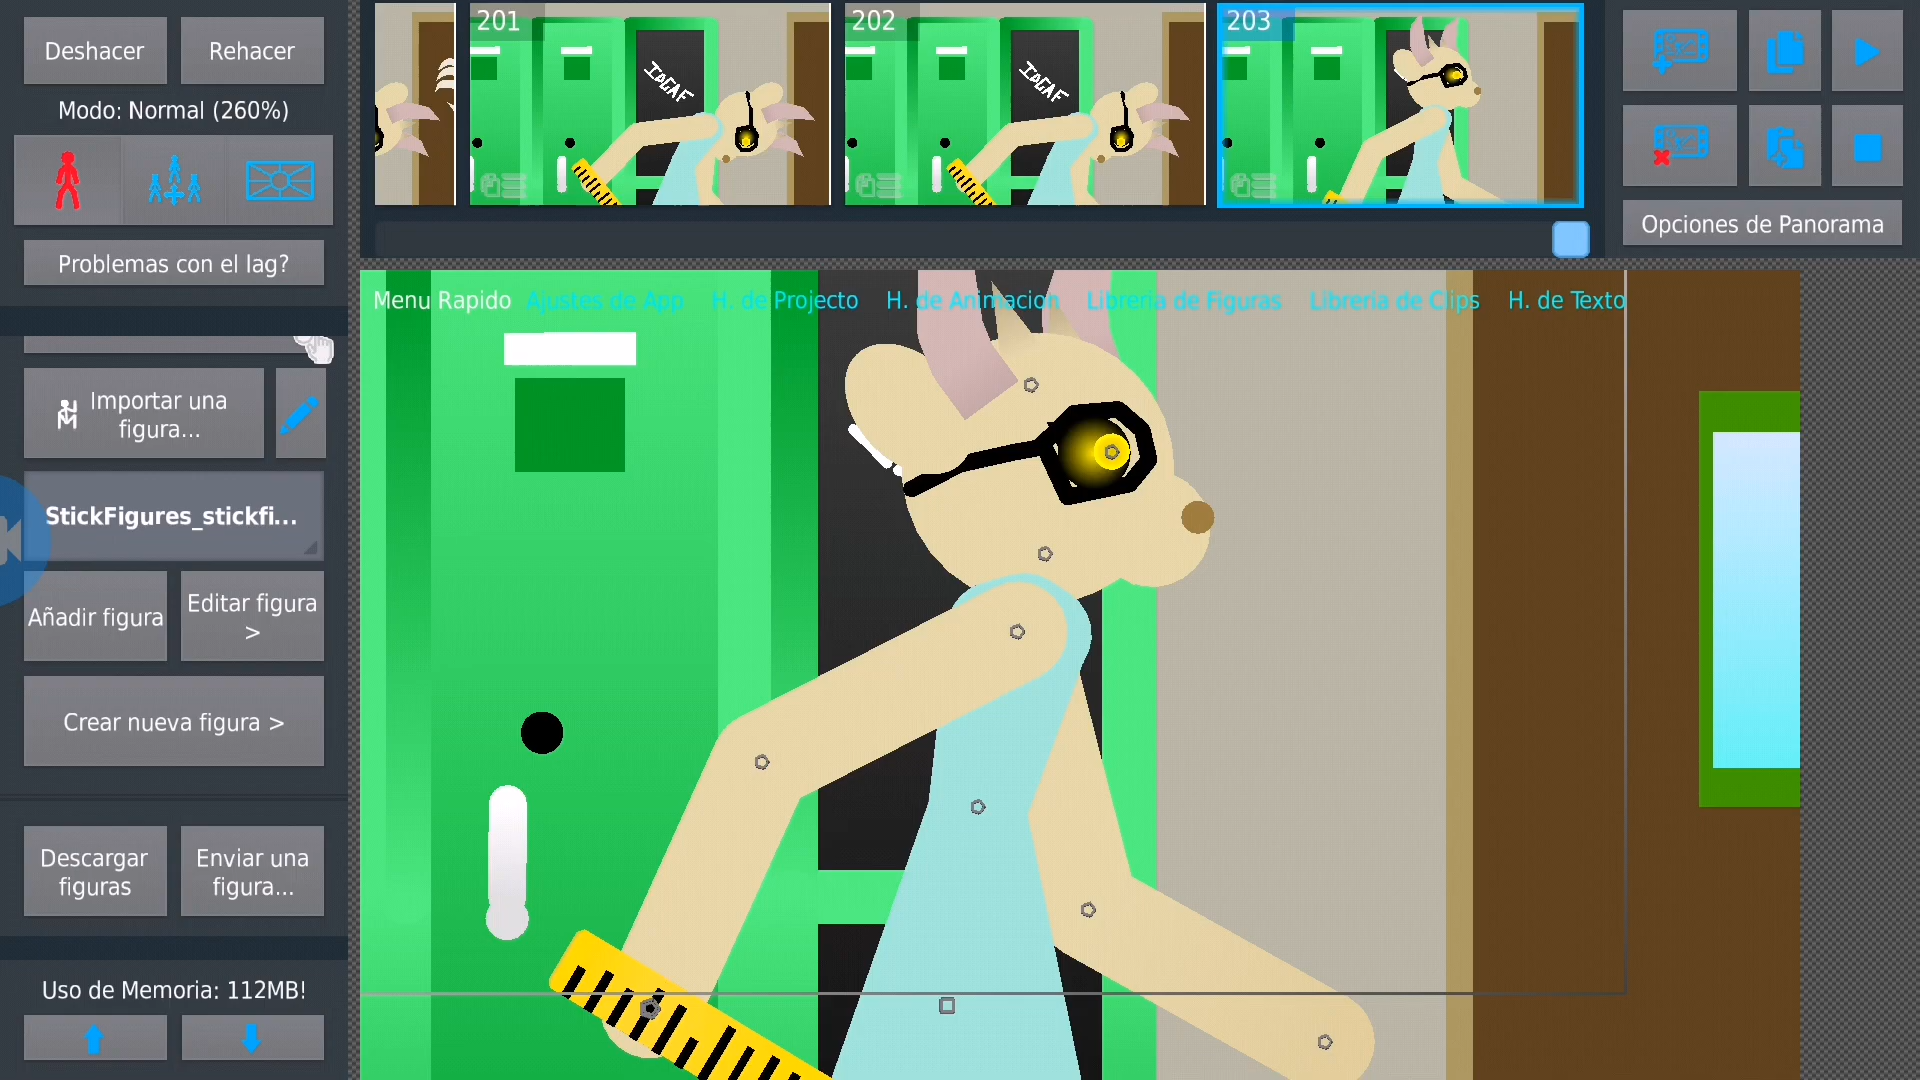 Deshacer
Rehacer
Modo: Normal (260%)
Problemas con el lag?
Importar una
figura...
StickFigures_stickfi...
Añadir figura
Editar figura
>
Crear nueva figura >
Descargar
figuras
Enviar una
figura...
Uso de Memoria: 112MB!
201
IDGAF
202
IDGAF
203
Opciones de Panorama
Menu Rapido
Ajustes de App
H. de Projecto
H. de Animacion
Libreria de Figuras
Libreria de Clips
H. de Texto